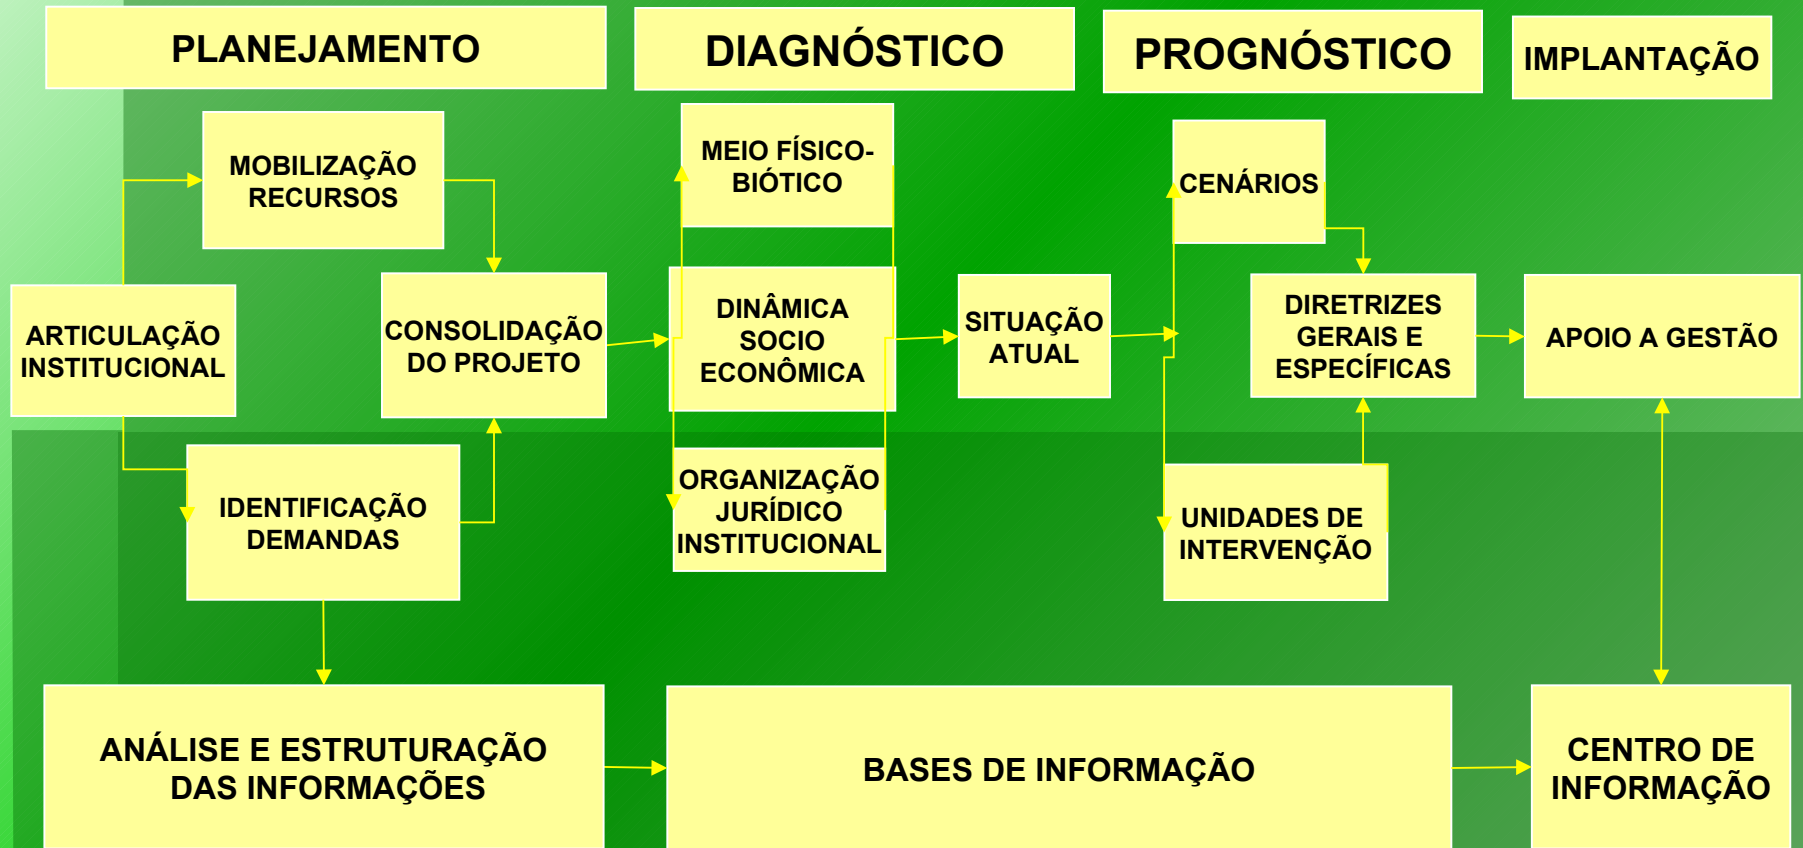 PLANEJAMENTO
DIAGNÓSTICO
PROGNÓSTICO
IMPLANTAÇÃO
MOBILIZAÇÃO
RECURSOS
MEIO FÍSICO-
BIÓTICO
CENÁRIOS
ARTICULAÇÃO
INSTITUCIONAL
CONSOLIDAÇÃO
DO PROJETO
DINÂMICA
SOCIO
ECONÔMICA
SITUAÇÃO
ATUAL
DIRETRIZES
GERAIS E
ESPECÍFICAS
APOIO A GESTÃO
IDENTIFICAÇÃO
DEMANDAS
ORGANIZAÇÃO
JURÍDICO
INSTITUCIONAL
UNIDADES DE
INTERVENÇÃO
ANÁLISE E ESTRUTURAÇÃO
DAS INFORMAÇÕES
BASES DE INFORMAÇÃO
CENTRO DE
INFORMAÇÃO